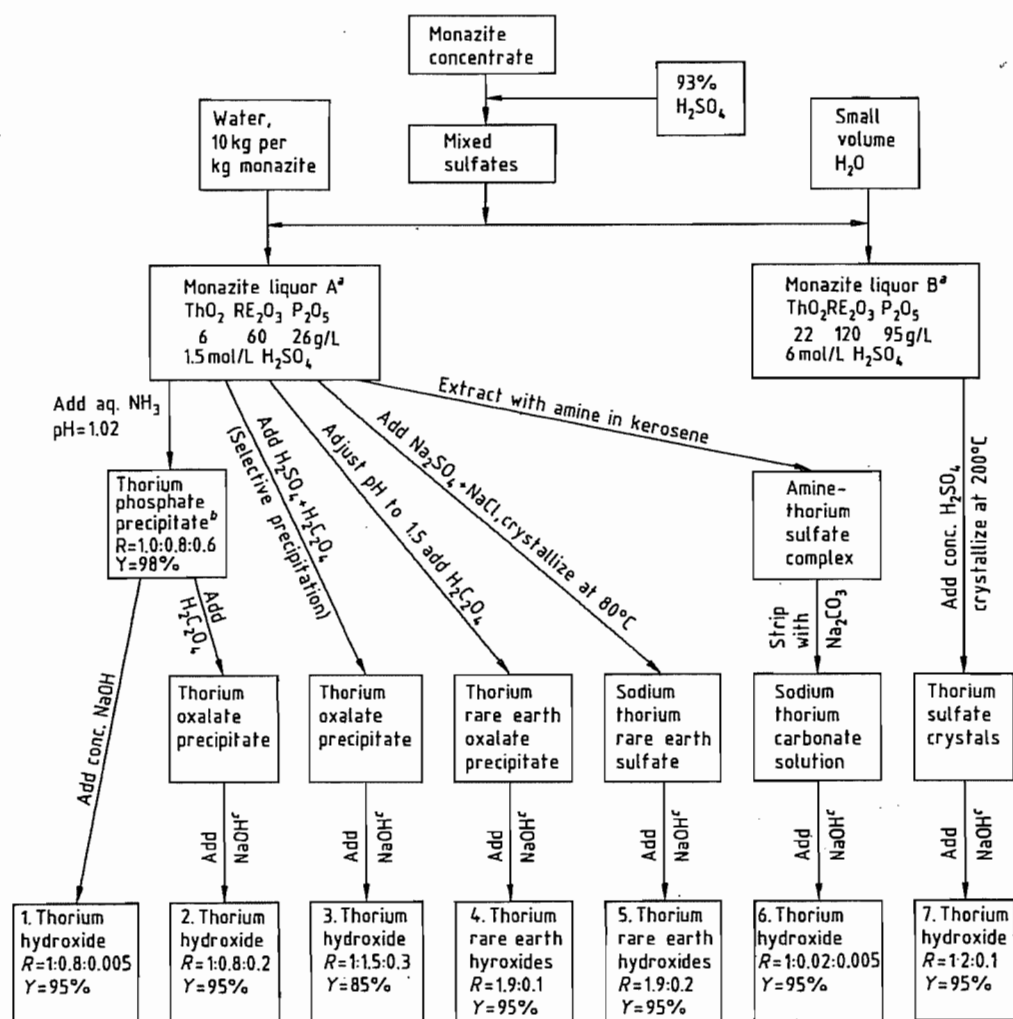 Monazite
concentrate
93%
H₂SO₄
Water,
10 kg per
kg monazite
Mixed
sulfates
Small
volume
H₂O
Monazite liquor Aᵃ
ThO₂ RE₂O₃ P₂O₅
6 60 26 g/L
1.5 mol/L H₂SO₄
Monazite liquor Bᵃ
ThO₂ RE₂O₃ P₂O₅
22 120 95 g/L
6 mol/L H₂SO₄
Add aq. NH₃
pH=1.02
Add H₂SO₄+H₂C₂O₄
(Selective precipitation)
Adjust pH to 1.5 add H₂C₂O₄
Add Na₂SO₄+NaCl, crystallize at 80°C
Extract with amine in kerosene
Add conc. H₂SO₄
crystallize at 200°C
Thorium
phosphate
precipitateᵇ
R=1.0:0.8:0.6
Y=98%
Amine-
thorium
sulfate
complex
Add conc. NaOH
Add
H₂C₂O₄
Strip
with
Na₂CO₃
Thorium
oxalate
precipitate
Thorium
oxalate
precipitate
Thorium
rare earth
oxalate
precipitate
Sodium
thorium
rare earth
sulfate
Sodium
thorium
carbonate
solution
Thorium
sulfate
crystals
Add
NaOHᶜ
Add
NaOHᶜ
Add
NaOHᶜ
Add
NaOHᶜ
Add
NaOHᶜ
Add
NaOHᶜ
1. Thorium
hydroxide
R=1:0.8:0.005
Y=95%
2. Thorium
hydroxide
R=1:0.8:0.2
Y=95%
3. Thorium
hydroxide
R=1:1.5:0.3
Y=85%
4. Thorium
rare earth
hyroxides
R=1.9:0.1
Y=95%
5. Thorium
rare earth
hydroxides
R=1.9:0.2
Y=95%
6. Thorium
hydroxide
R=1:0.02:0.005
Y=95%
7. Thorium
hydroxide
R=1:2:0.1
Y=95%